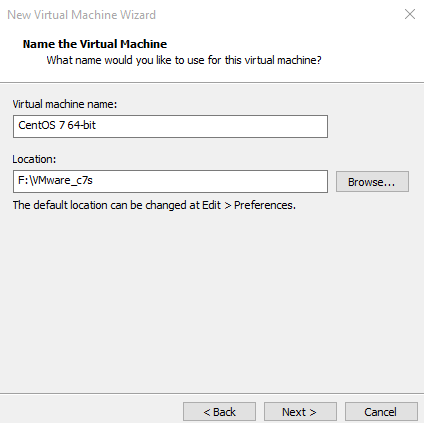 New Virtual Machine Wizard
Name the Virtual Machine
What name would you like to use for this virtual machine?
Virtual machine name:
CentOS 7 64-bit
Location:
F:\VMware_c7s
Browse...
The default location can be changed at Edit > Preferences.
< Back
Next >
Cancel